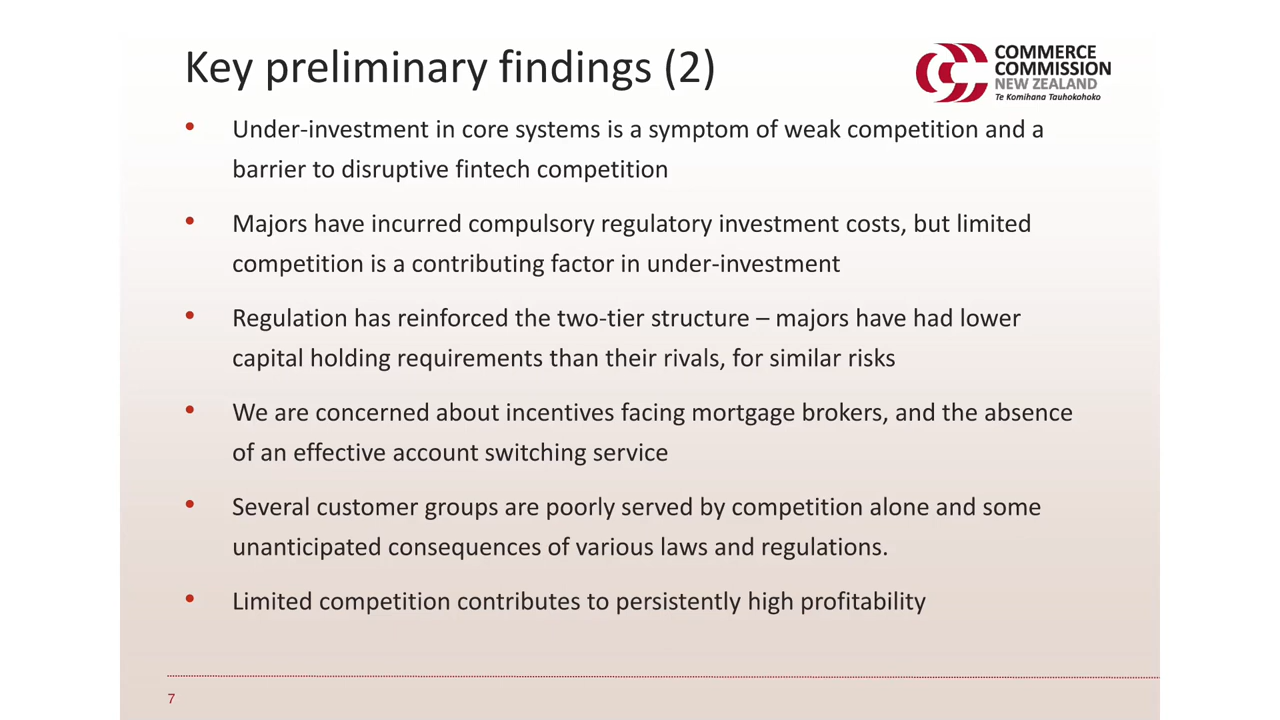 Key preliminary findings (2)
COMMERCE
COMMISSION
NEW ZEALAND
Te Komihana Tauhokohoko
• Under-investment in core systems is a symptom of weak competition and a
barrier to disruptive fintech competition
• Majors have incurred compulsory regulatory investment costs, but limited
competition is a contributing factor in under-investment
• Regulation has reinforced the two-tier structure – majors have had lower
capital holding requirements than their rivals, for similar risks
• We are concerned about incentives facing mortgage brokers, and the absence
of an effective account switching service
• Several customer groups are poorly served by competition alone and some
unanticipated consequences of various laws and regulations.
• Limited competition contributes to persistently high profitability
7